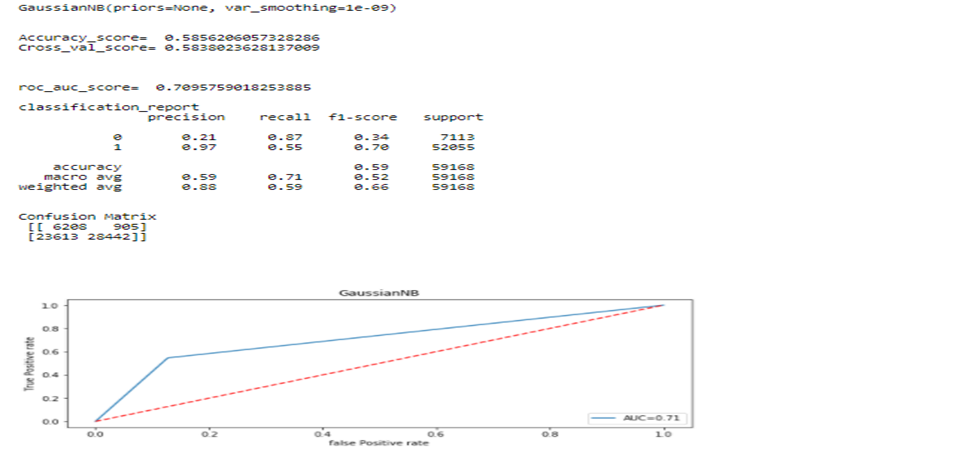 GaussianNB(priors=None, var_smoothing=1e-09)
Accuracy_score= 0.5856206057328286
Cross_val_score= 0.5838023628137009
roc_auc_score= 0.7095759018253885
classification_report
precision recall f1-score support
0 0.21 0.87 0.34 7113
1 0.97 0.55 0.70 52055
accuracy 0.59 59168
macro avg 0.59 0.71 0.52 59168
weighted avg 0.88 0.59 0.66 59168
Confusion Matrix
[[ 6208 905]
[23613 28442]]
GaussianNB
1.0
0.8
0.6
0.4
0.2
0.0
True Positive rate
AUC=0.71
0.0 0.2 0.4 0.6 0.8 1.0
false Positive rate